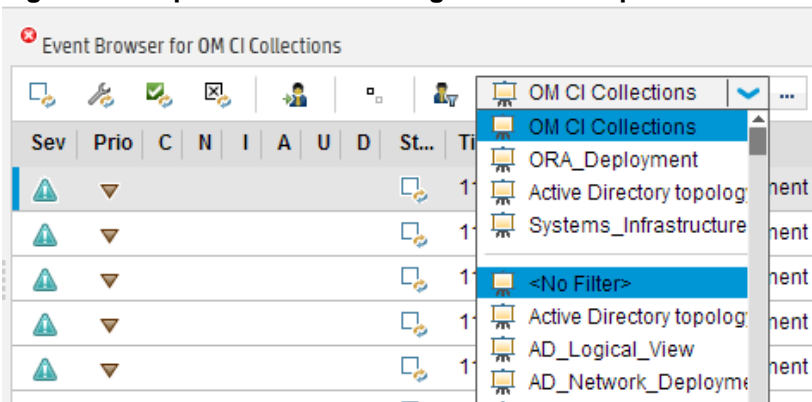 Event Browser for OM CI Collections
OM CI Collections ...
Sev Prio C N I A U D St... Ti
OM CI Collections
ORA_Deployment
Active Directory topolog
Systems_Infrastructure
<No Filter>
Active Directory topolog
AD_Logical_View
AD_Network_Deployme